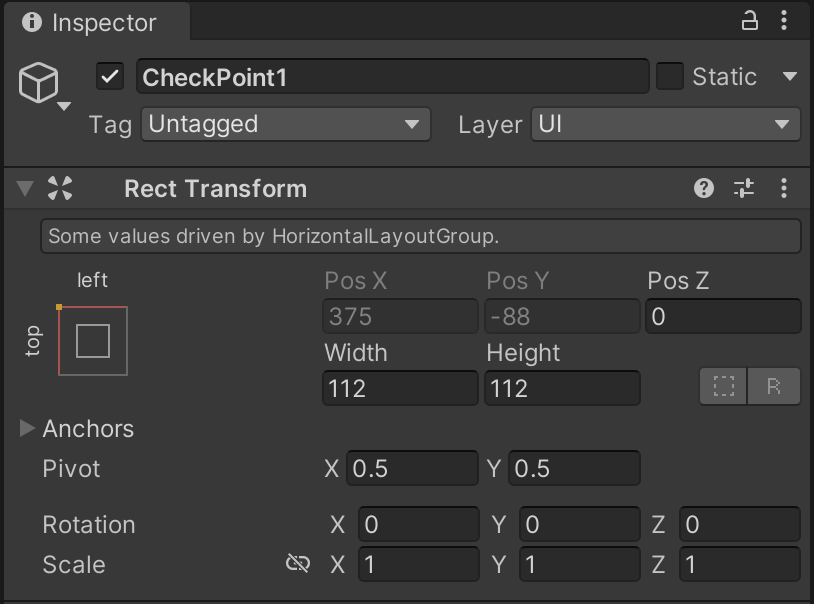 Inspector
CheckPoint1
Static
Tag Untagged Layer UI
Rect Transform
Some values driven by HorizontalLayoutGroup.
left
top
Pos X Pos Y Pos Z
375 -88 0
Width Height
112 112
R
Anchors
Pivot X 0.5 Y 0.5
Rotation X 0 Y 0 Z 0
Scale X 1 Y 1 Z 1